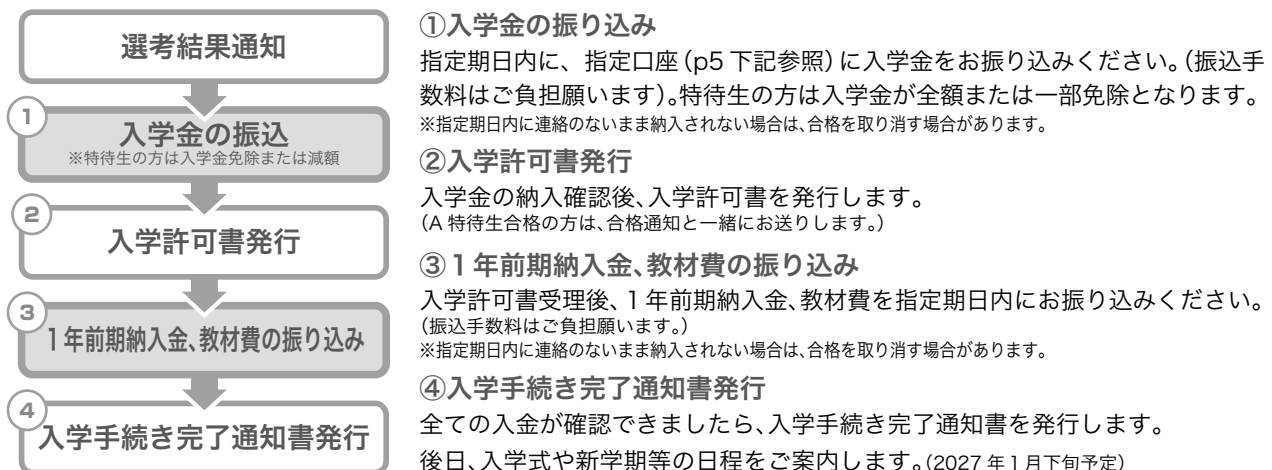 選考結果通知
1
入学金の振込
※特待生の方は入学金免除または減額
2
入学許可書発行
3
1年前期納入金、教材費の振り込み
4
入学手続き完了通知書発行
①入学金の振り込み
指定期日内に、指定口座(p5 下記参照)に入学金をお振り込みください。(振込手
数料はご負担願います)。特待生の方は入学金が全額または一部免除となります。
※指定期日内に連絡のないまま納入されない場合は、合格を取り消す場合があります。
②入学許可書発行
入学金の納入確認後、入学許可書を発行します。
(A 特待生合格の方は、合格通知と一緒にお送りします。)
③1年前期納入金、教材費の振り込み
入学許可書受理後、1年前期納入金、教材費を指定期日内にお振り込みください。
(振込手数料はご負担願います。)
※指定期日内に連絡のないまま納入されない場合は、合格を取り消す場合があります。
④入学手続き完了通知書発行
全ての入金が確認できましたら、入学手続き完了通知書を発行します。
後日、入学式や新学期等の日程をご案内します。(2027 年1月下旬予定)